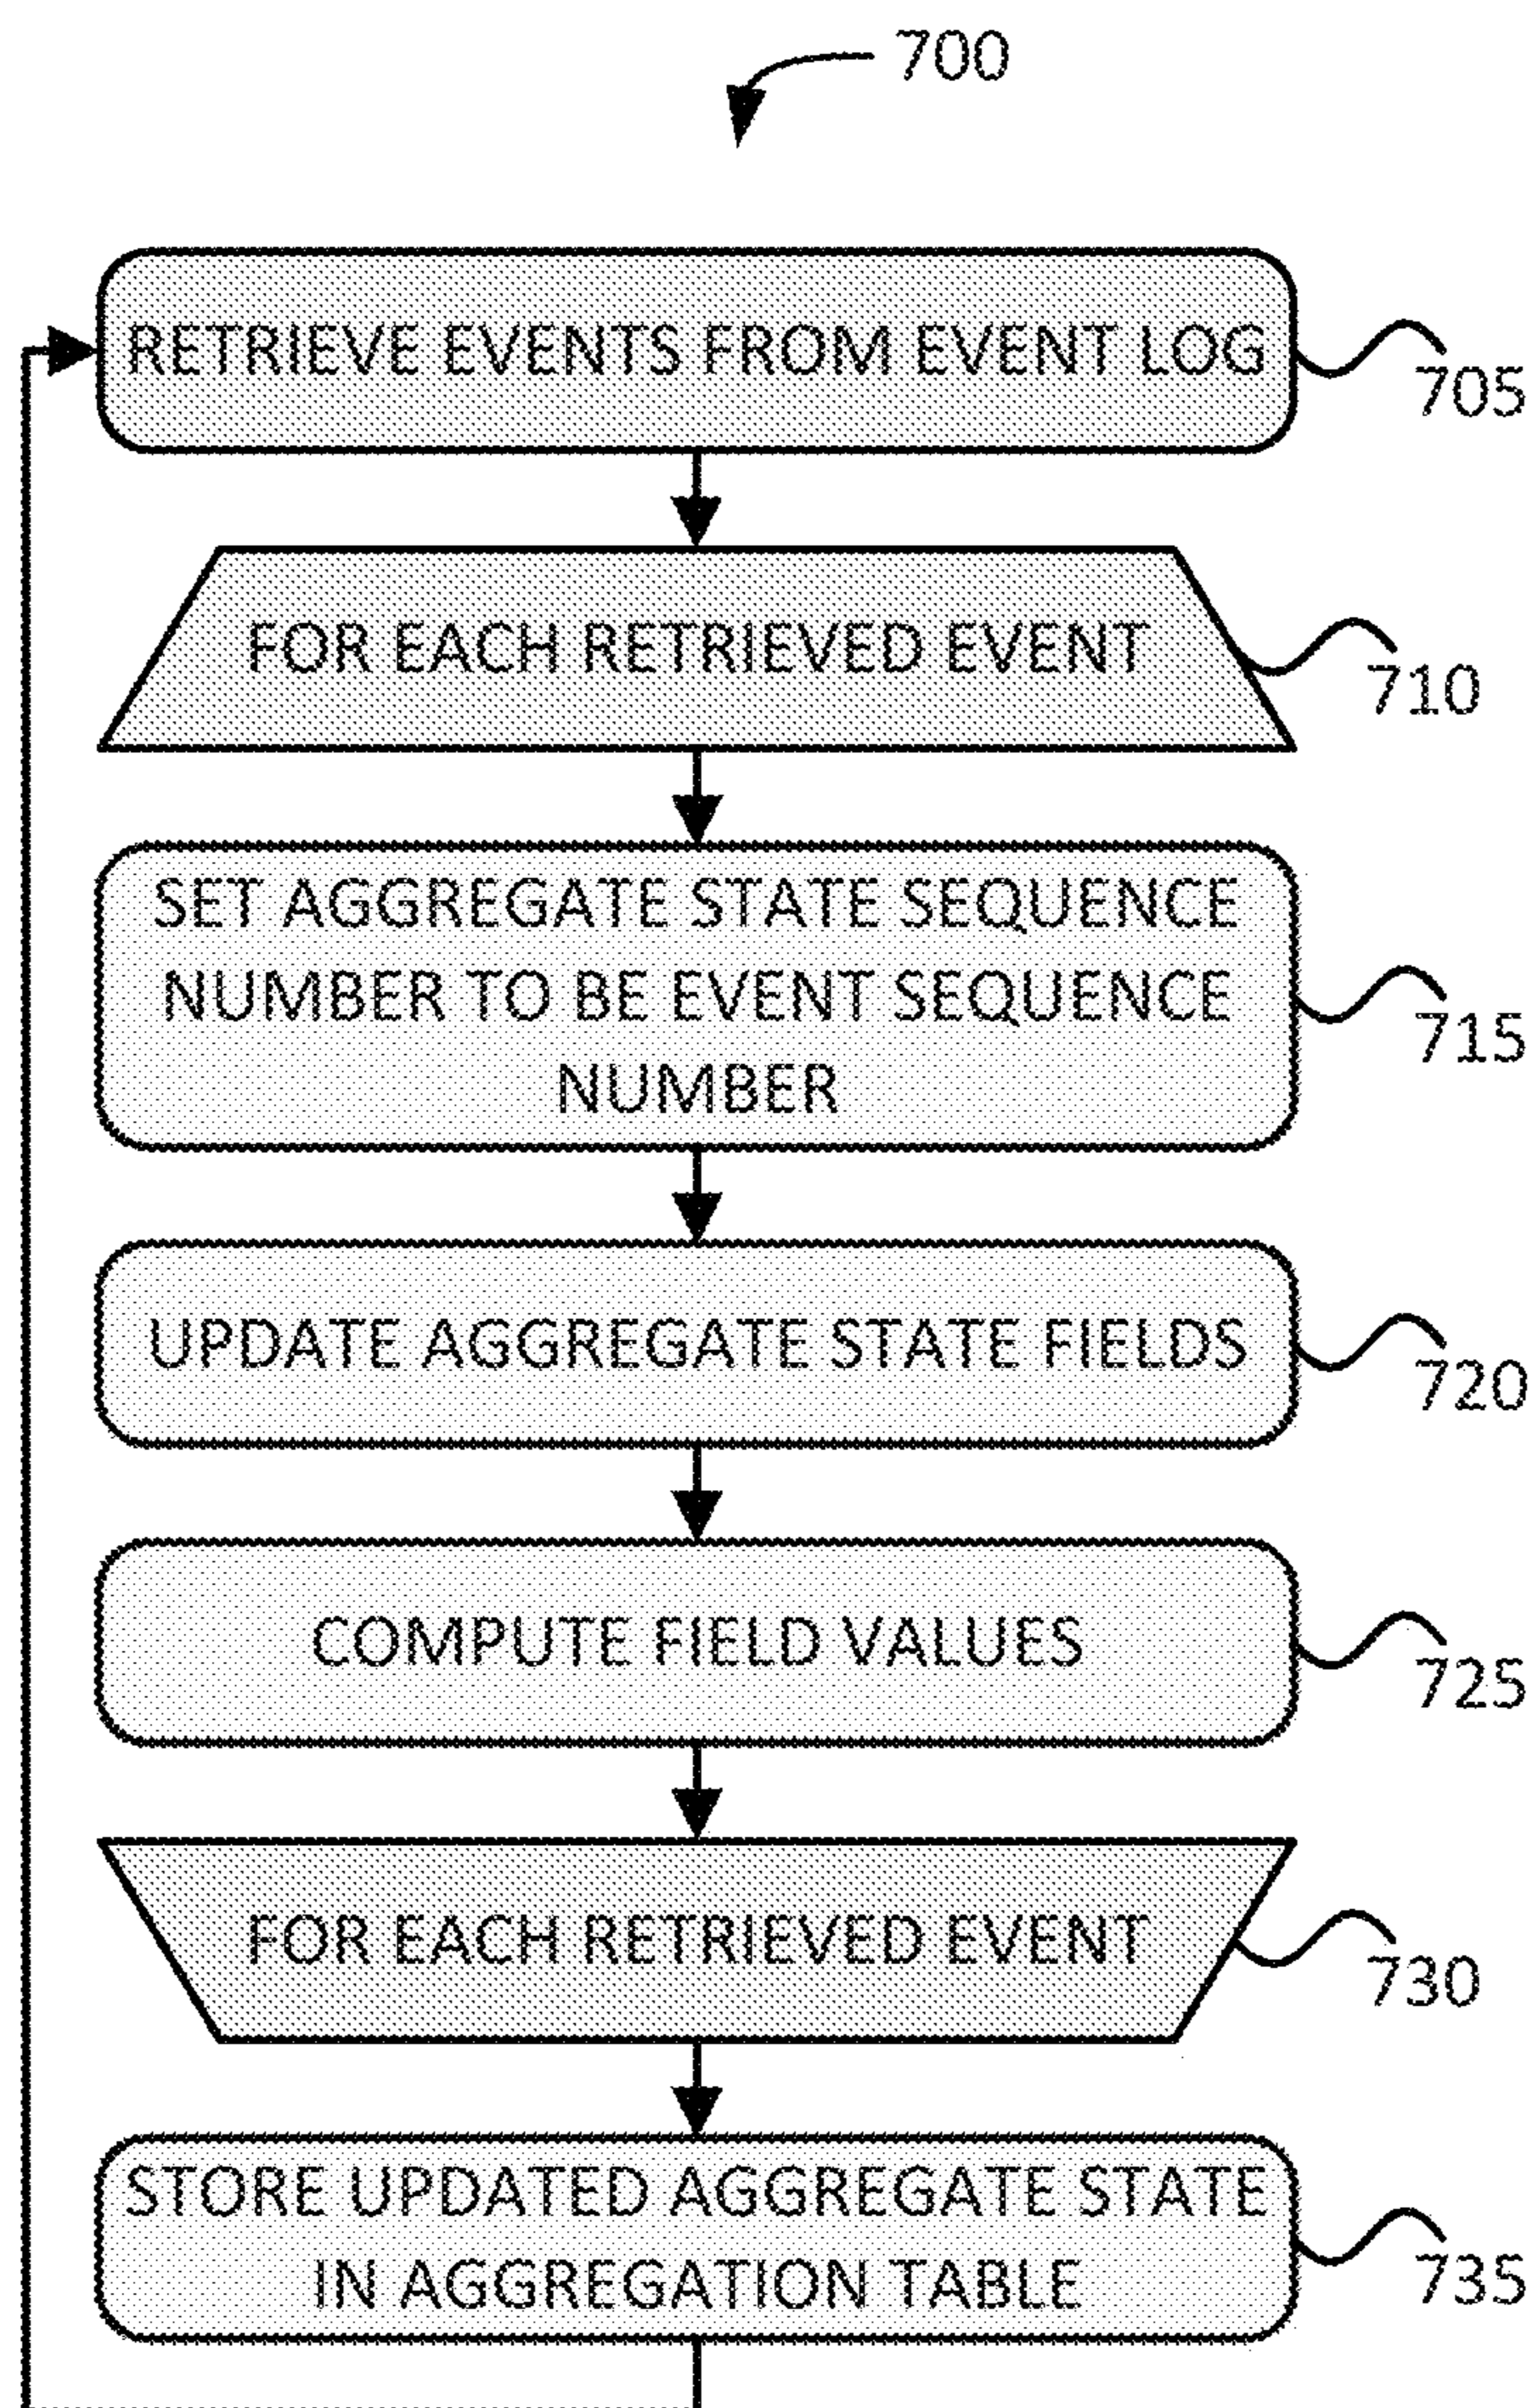 700
RETRIEVE EVENTS FROM EVENT LOG
705
FOR EACH RETRIEVED EVENT
710
SET AGGREGATE STATE SEQUENCE
NUMBER TO BE EVENT SEQUENCE
NUMBER
715
UPDATE AGGREGATE STATE FIELDS
720
COMPUTE FIELD VALUES
725
FOR EACH RETRIEVED EVENT
730
STORE UPDATED AGGREGATE STATE
IN AGGREGATION TABLE
735